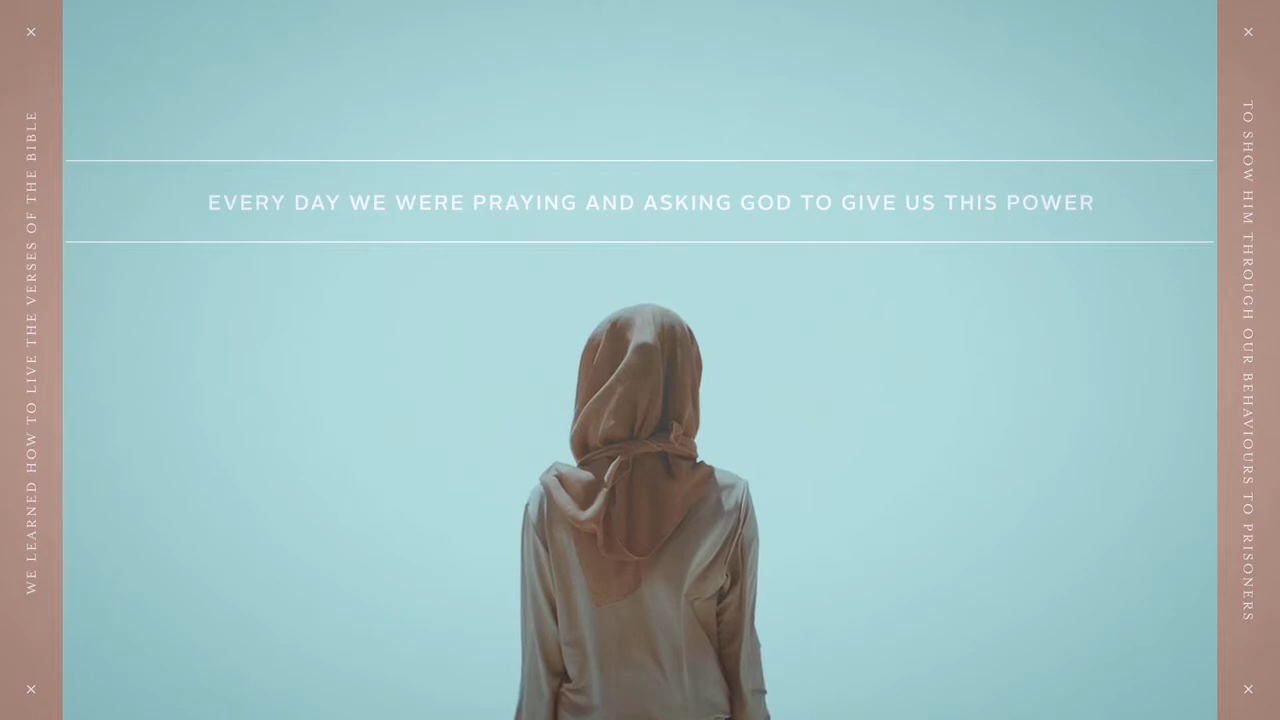 EVERY DAY WE WERE PRAYING AND ASKING GOD TO GIVE US THIS POWER
WE LEARNED HOW TO LIVE THE VERSES OF THE BIBLE
TO SHOW HIM THROUGH OUR BEHAVIOURS TO PRISONERS